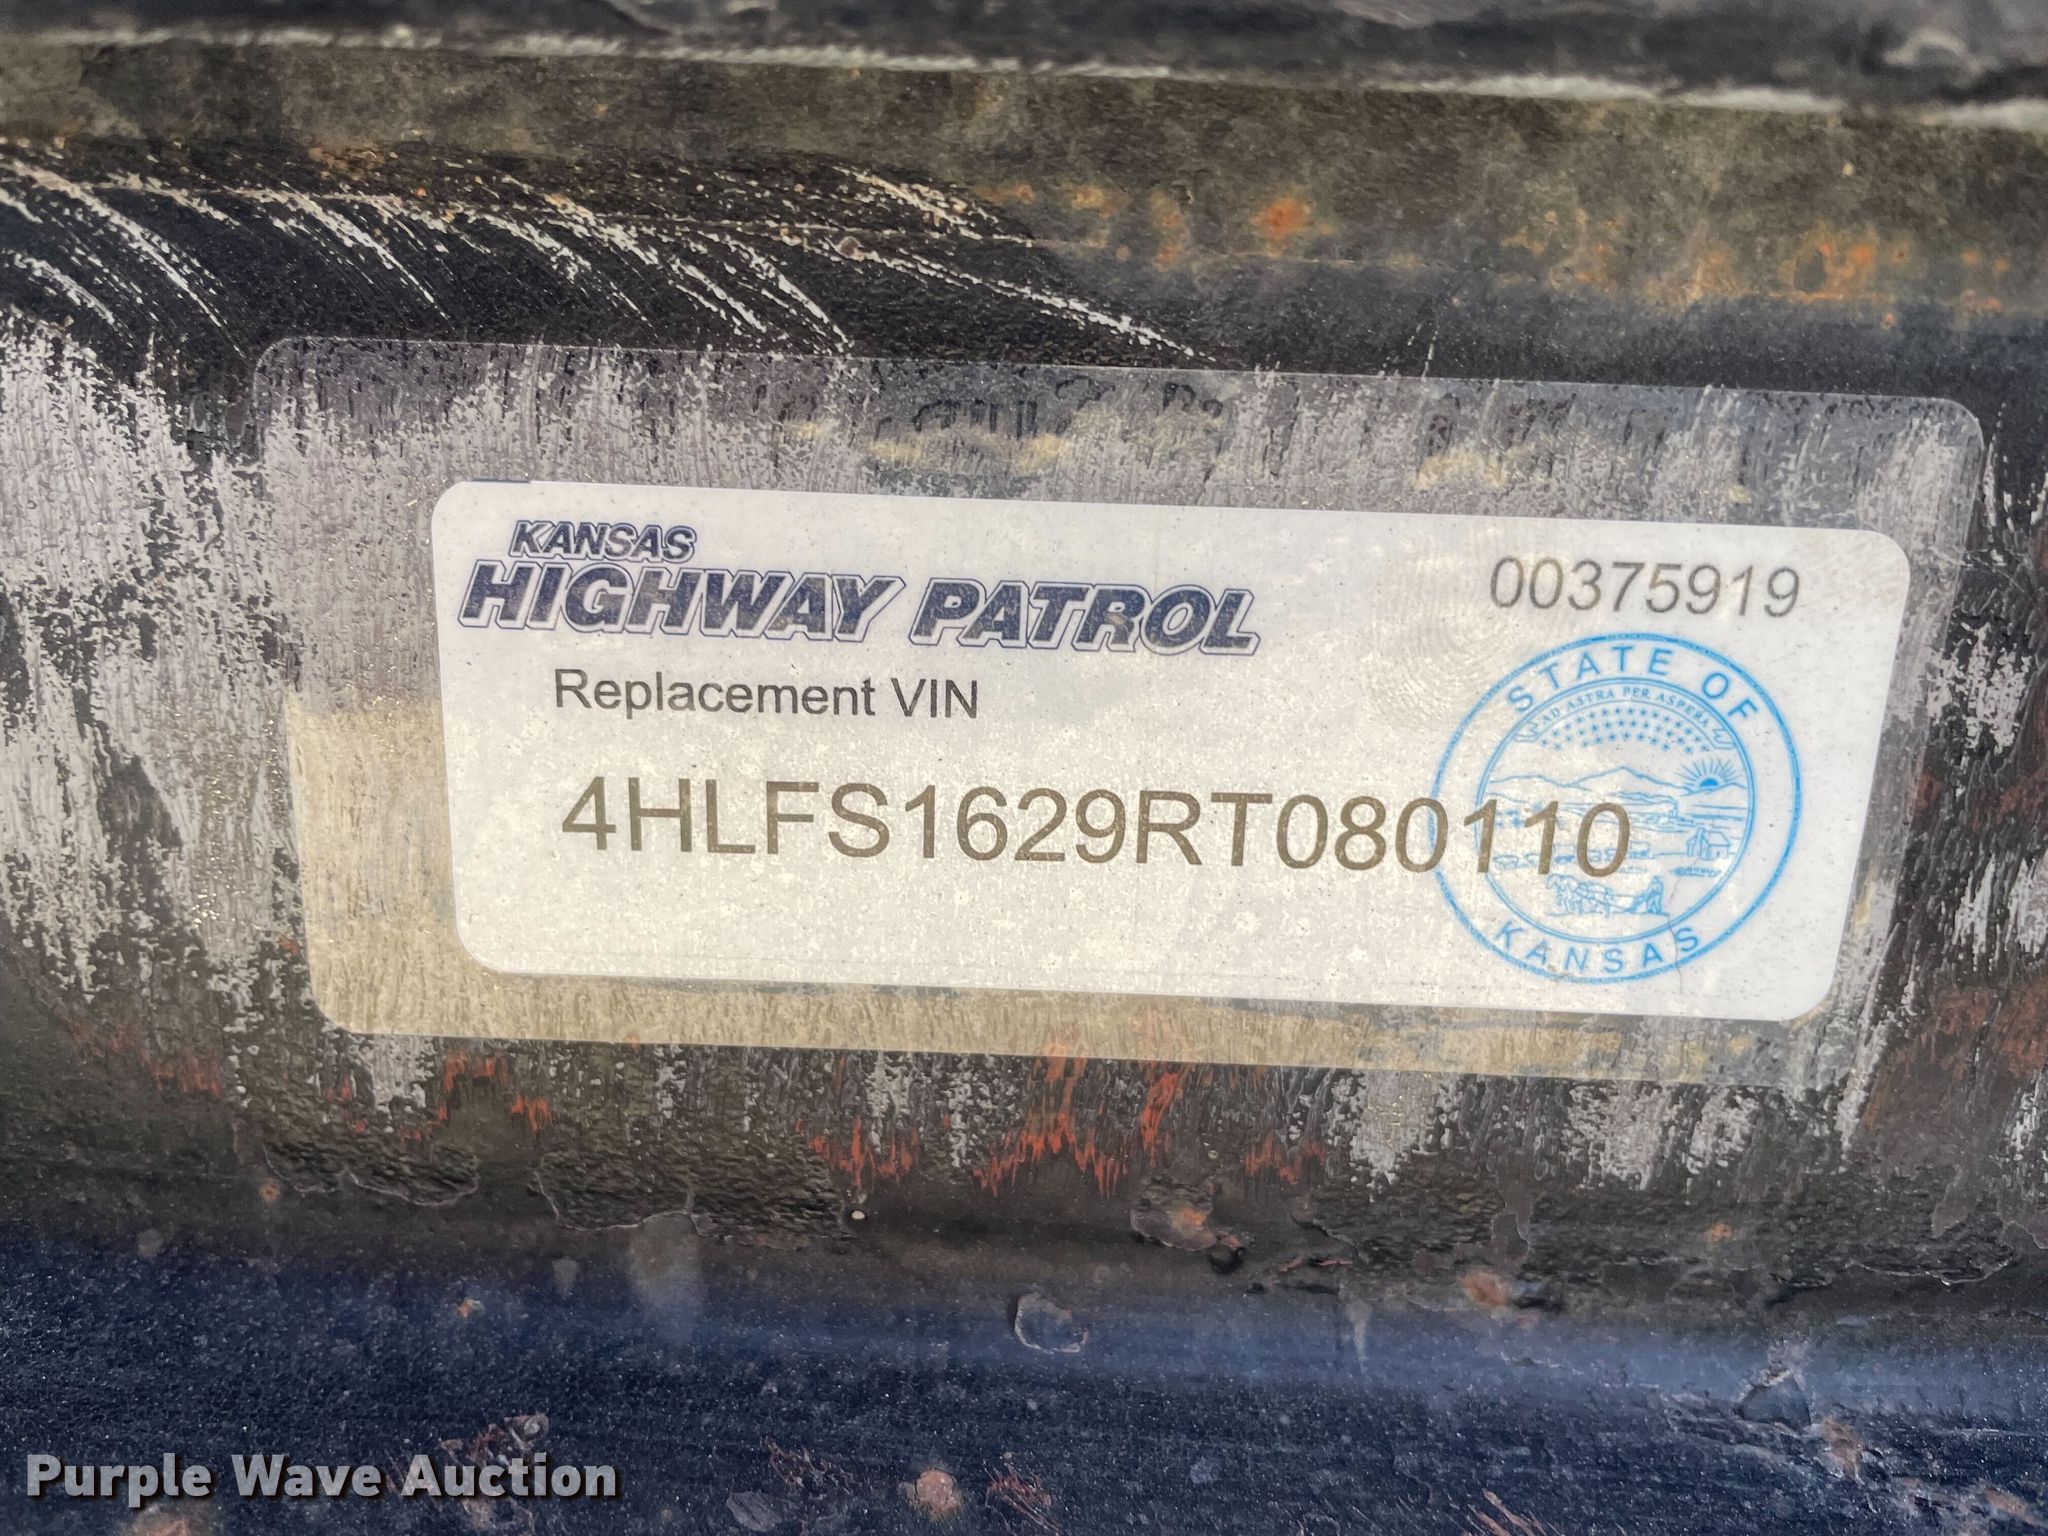 KANSAS
HIGHWAY PATROL
00375919
Replacement VIN
4HLFS1629RT080110
STATE OF
AD ASTRA PER ASPERA
KANSAS
Purple Wave Auction